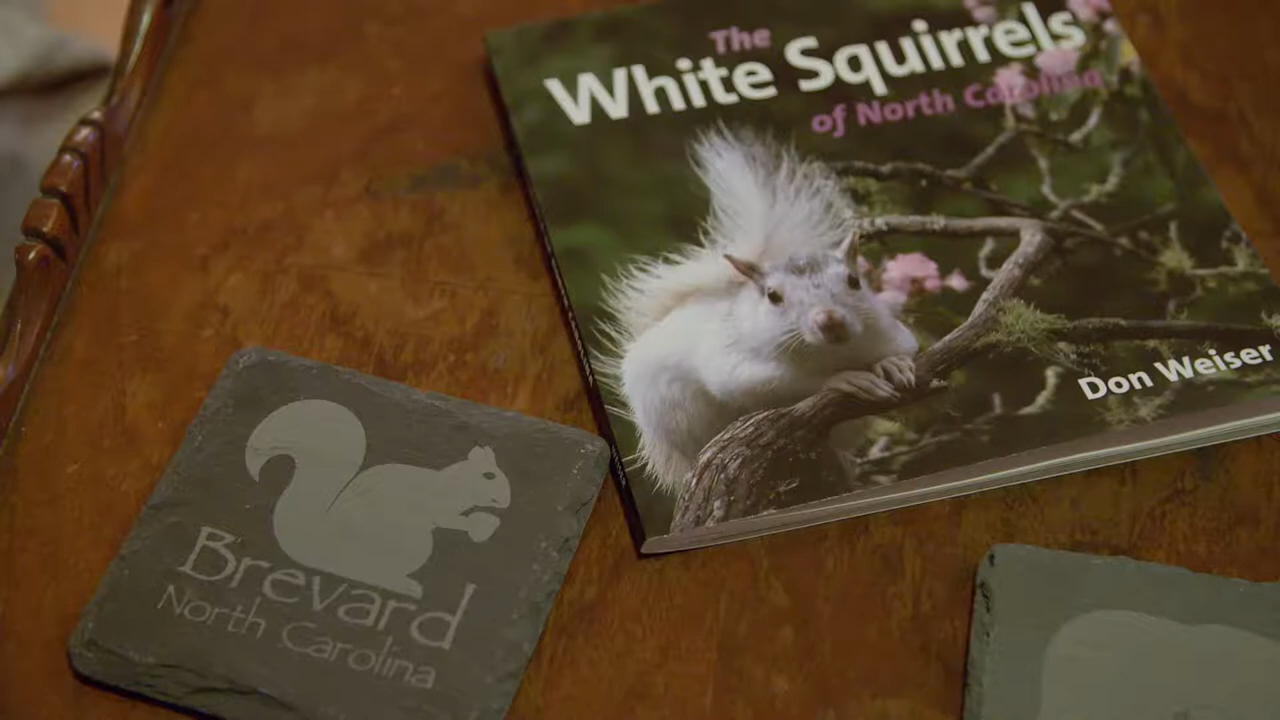 The
White Squirrels
of North Carolina
Don Weiser
Brevard
North Carolina